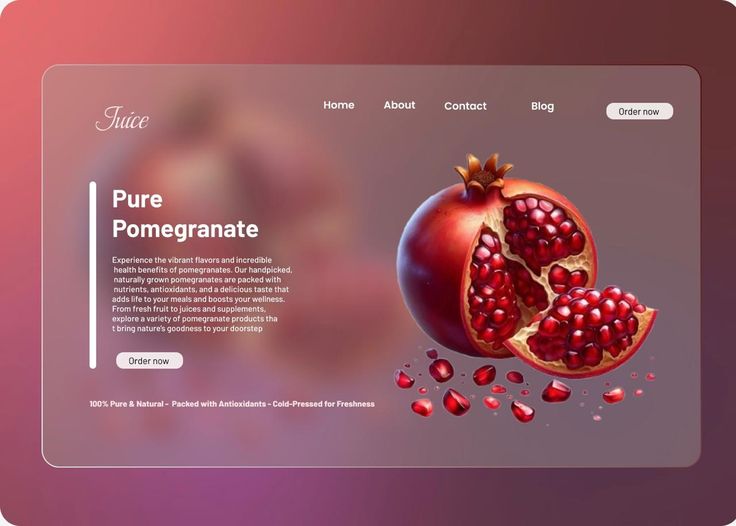 Juice
Home About Contact Blog Order now
Pure
Pomegranate
Experience the vibrant flavors and incredible
health benefits of pomegranates. Our handpicked,
naturally grown pomegranates are packed with
nutrients, antioxidants, and a delicious taste that
adds life to your meals and boosts your wellness.
From fresh fruit to juices and supplements,
explore a variety of pomegranate products tha
t bring nature's goodness to your doorstep
Order now
100% Pure & Natural – Packed with Antioxidants – Cold-Pressed for Freshness